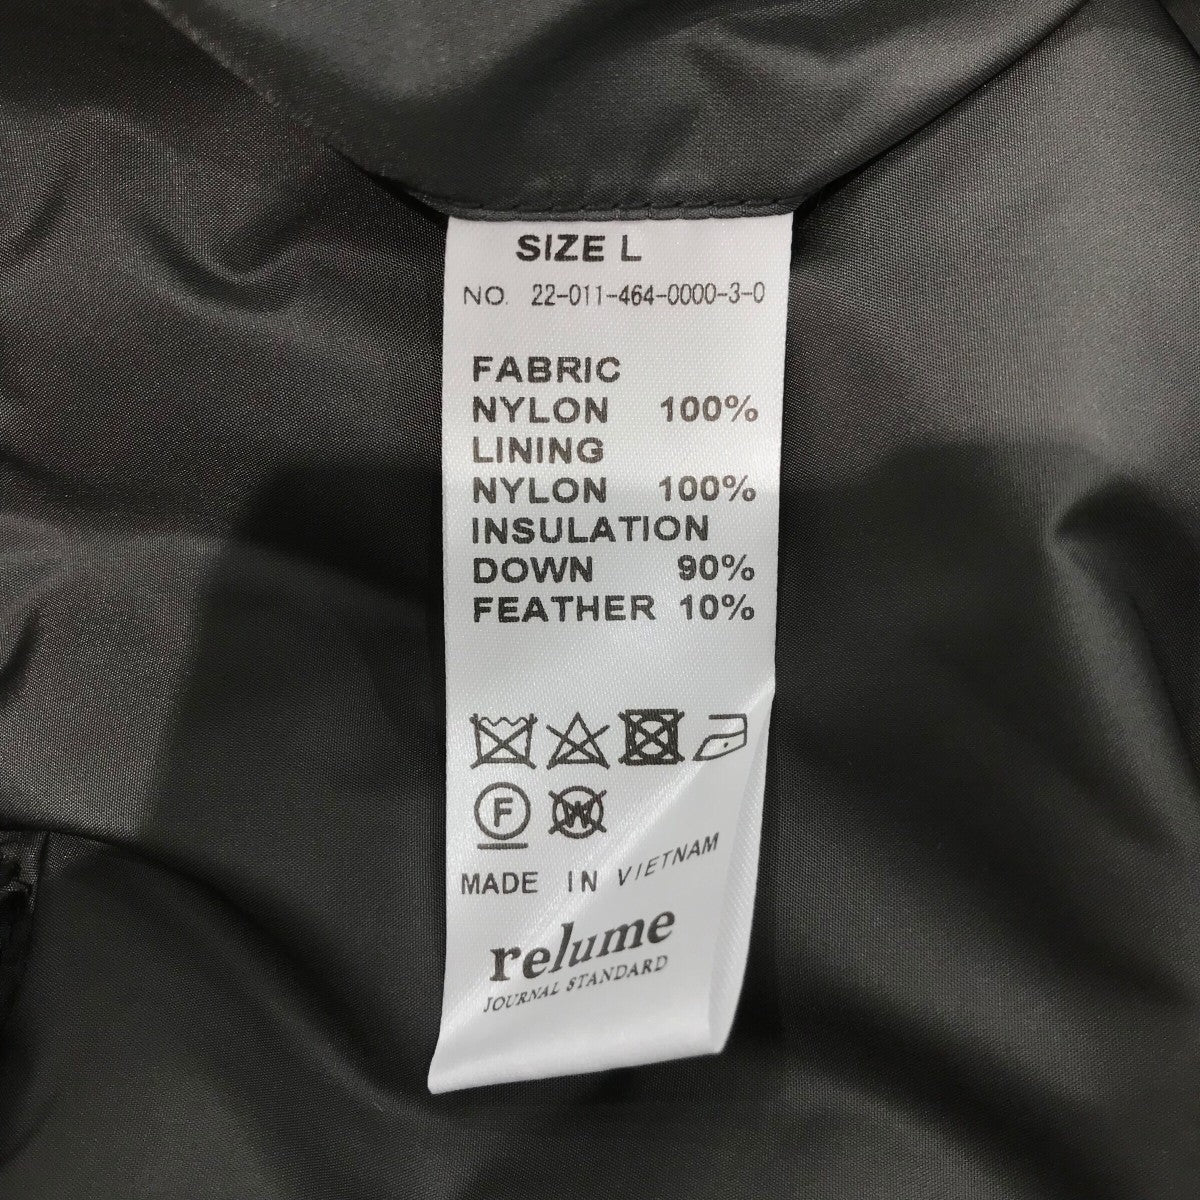 SIZE L
NO. 22-011-464-0000-3-0
FABRIC
NYLON 100%
LINING
NYLON 100%
INSULATION
DOWN 90%
FEATHER 10%
F W
MADE IN VIETNAM
relume
JOURNAL STANDARD